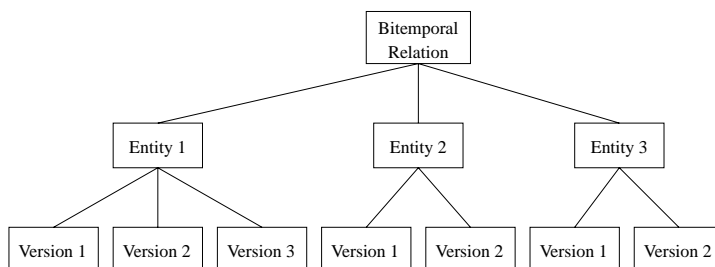 Bitemporal
Relation
Entity 1
Entity 2
Entity 3
Version 1
Version 2
Version 3
Version 1
Version 2
Version 1
Version 2